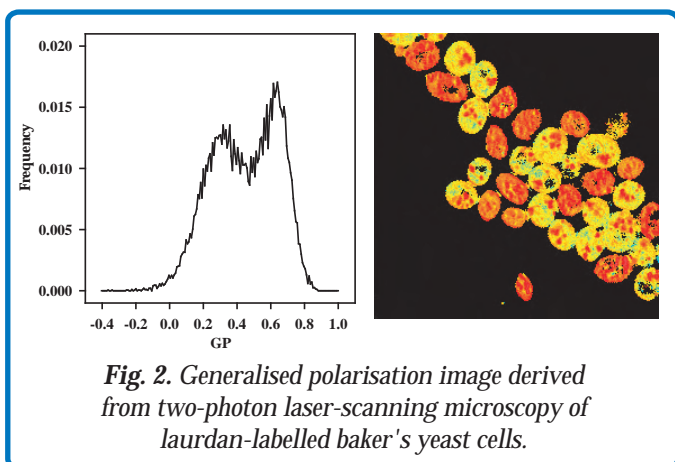 0.020
0.015
0.010
0.005
0.000
Frequency
-0.4 -0.2 0.0 0.2 0.4 0.6 0.8 1.0
GP
Fig. 2. Generalised polarisation image derived
from two-photon laser-scanning microscopy of
laurdan-labelled baker's yeast cells.